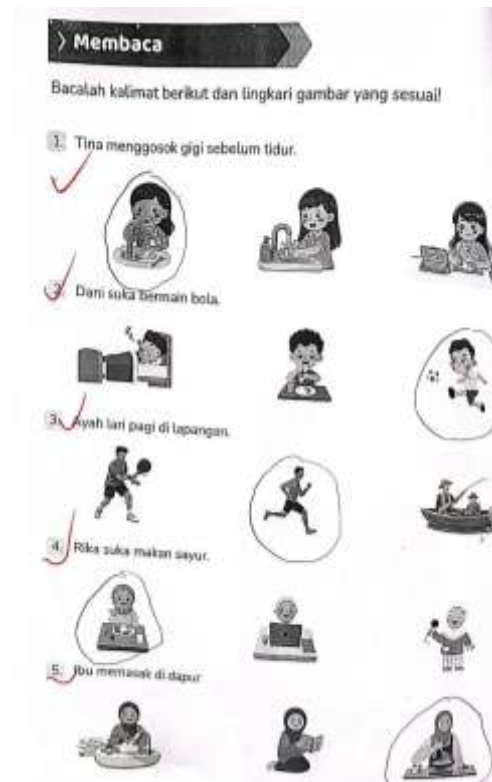 Membaca
Bacalah kalimat berikut dan lingkari gambar yang sesuai!
1. Tina menggosok gigi sebelum tidur.
2. Dani suka bermain bola.
3. Ayah lari pagi di lapangan.
4. Rika suka makan sayur.
5. Ibu memasak di dapur